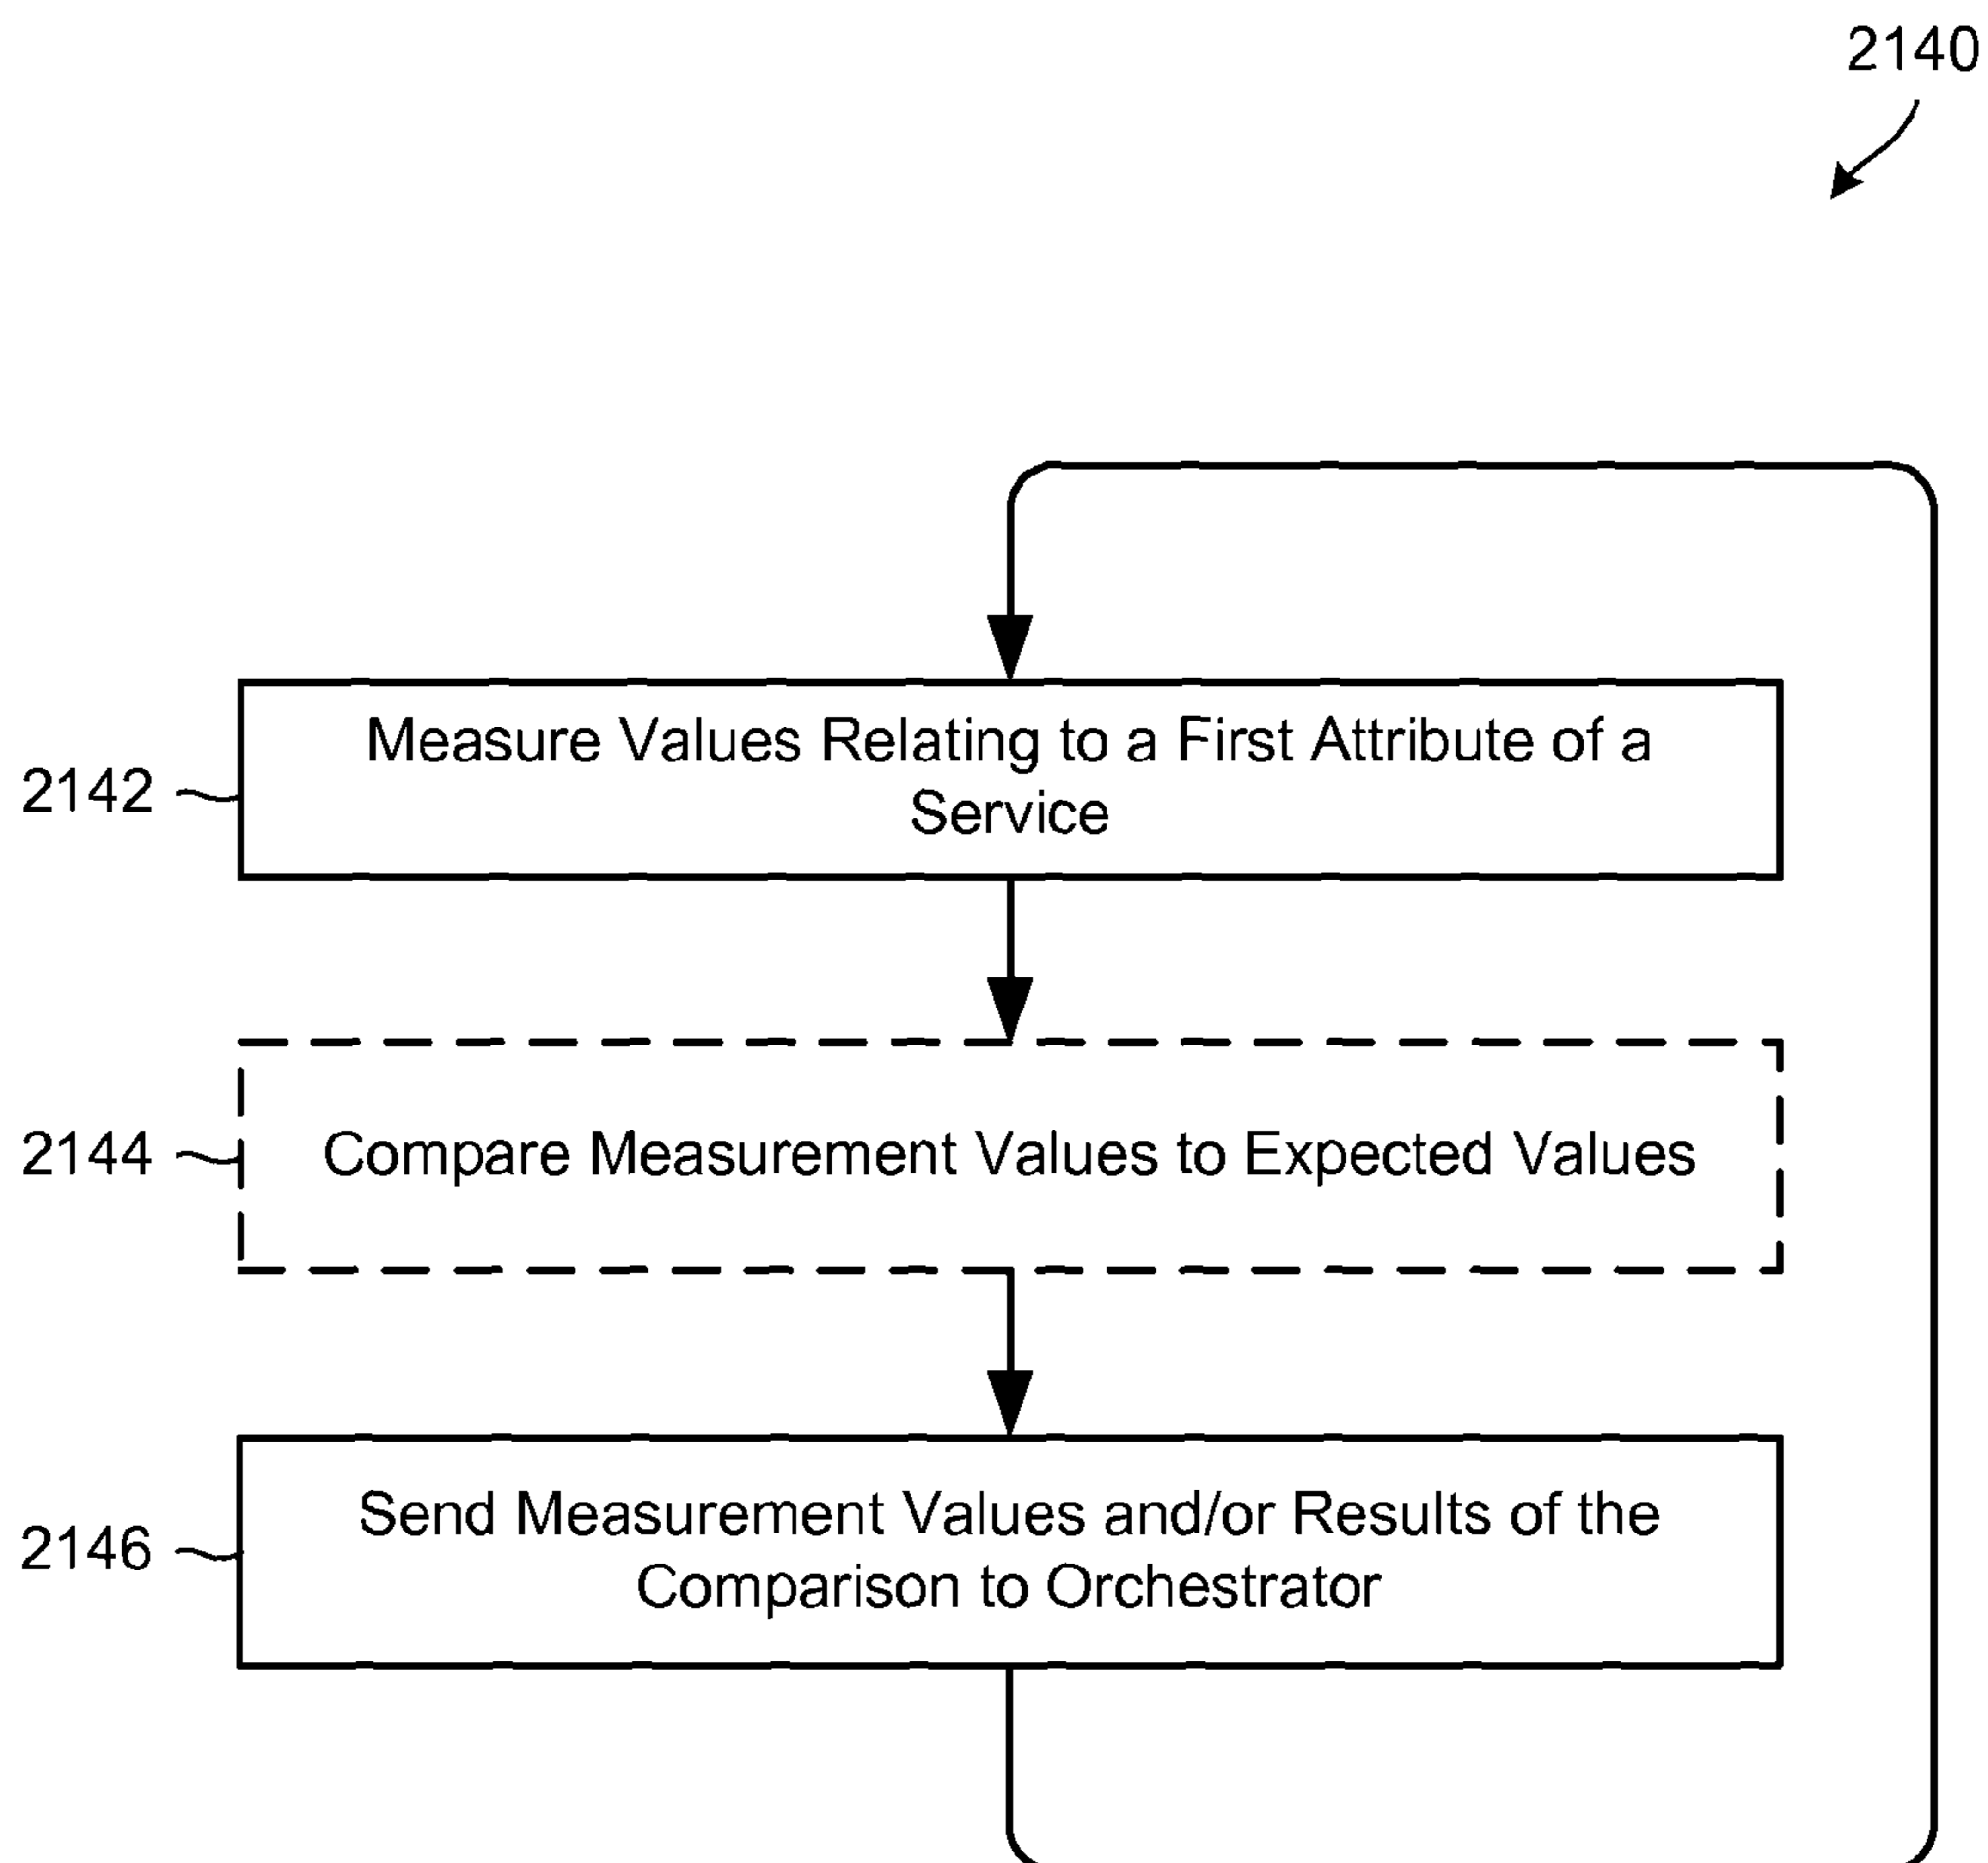 2140
2142
Measure Values Relating to a First Attribute of a
Service
2144
Compare Measurement Values to Expected Values
2146
Send Measurement Values and/or Results of the
Comparison to Orchestrator